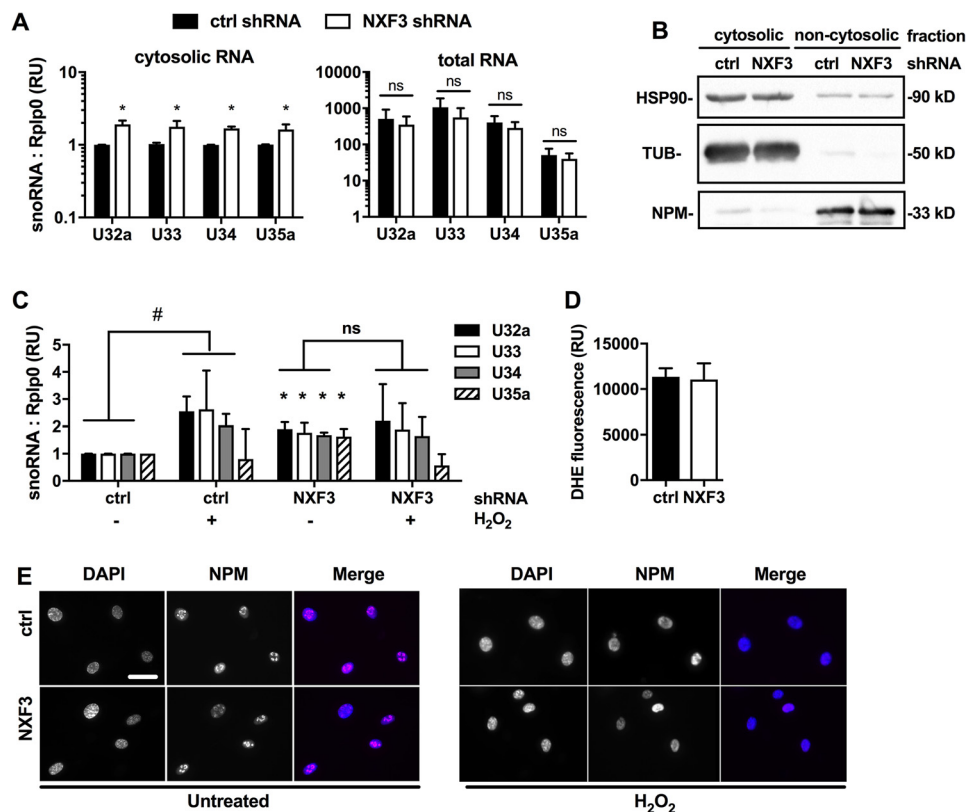 A
ctrl shRNA NXF3 shRNA
cytosolic RNA
snoRNA : Rplp0 (RU)
10
1
0.1
* * * *
U32a U33 U34 U35a
total RNA
1000
100
10
1
ns ns ns ns
U32a U33 U34 U35a
B
cytosolic non-cytosolic fraction
ctrl NXF3 ctrl NXF3 shRNA
HSP90- -90 kD
TUB- -50 kD
NPM- -33 kD
C
snoRNA : Rplp0 (RU)
5
4
3
2
1
0
#
ns
* * * *
U32a
U33
U34
U35a
ctrl ctrl NXF3 NXF3 shRNA
- + - + H₂O₂
D
DHE fluorescence (RU)
15000
10000
5000
0
ctrl NXF3
E
DAPI NPM Merge DAPI NPM Merge
ctrl
NXF3
Untreated H₂O₂